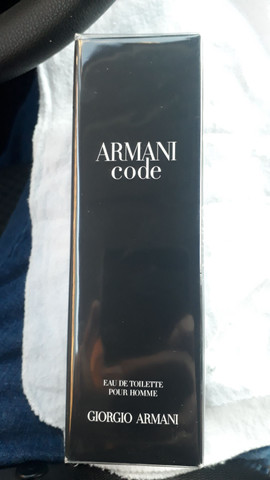 ARMANI
code
EAU DE TOILETTE
POUR HOMME
GIORGIO ARMANI